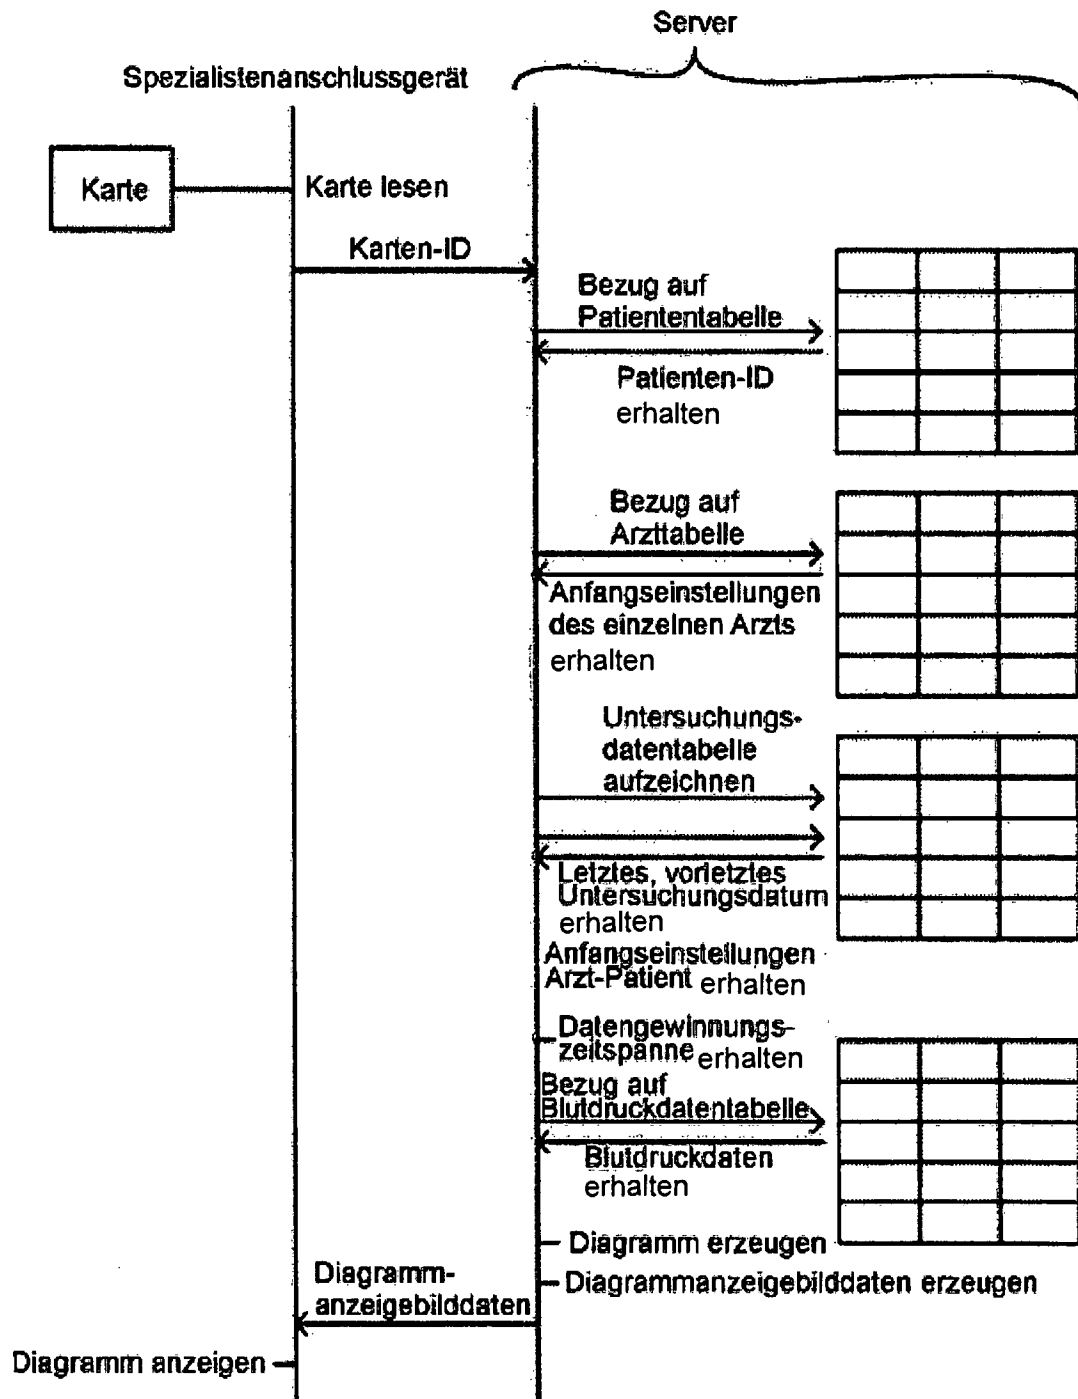 Server
Spezialistenanschlussgerät
Karte
Karte lesen
Karten-ID
Bezug auf
Patiententabelle
Patienten-ID
erhalten
Bezug auf
Arzttabelle
Anfangseinstellungen
des einzelnen Arzts
erhalten
Untersuchungs-
datentabelle
aufzeichnen
Letztes, vorletztes
Untersuchungsdatum
erhalten
Anfangseinstellungen
Arzt-Patient erhalten
Datengewinnungs-
zeitspanne erhalten
Bezug auf
Blutdruckdatentabelle
Blutdruckdaten
erhalten
Diagramm erzeugen
Diagrammanzeigebilddaten erzeugen
Diagramm-
anzeigebilddaten
Diagramm anzeigen